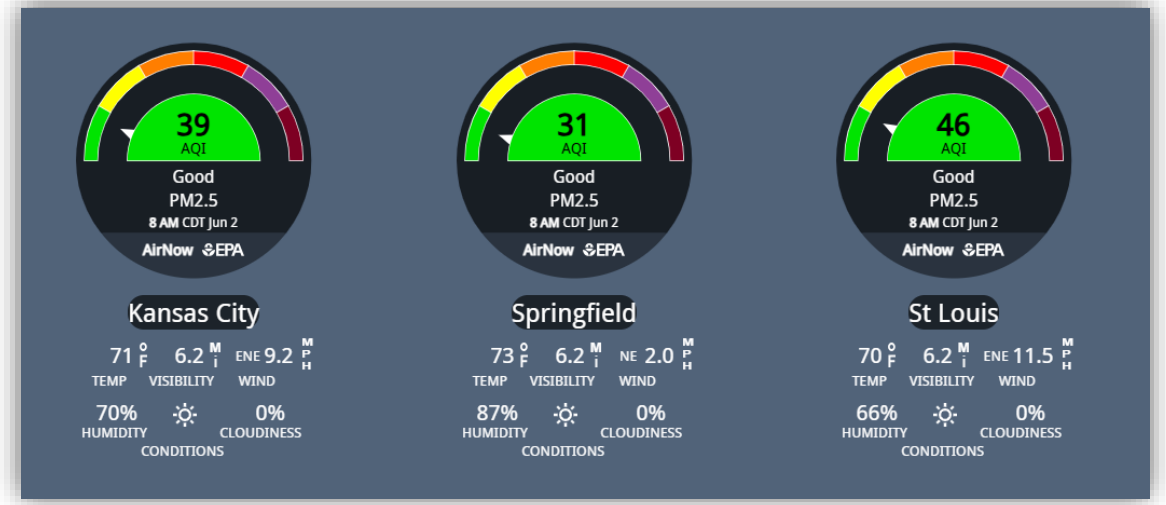 39
AQI
Good
PM2.5
8 AM CDT Jun 2
AirNow EPA
Kansas City
71 °F 6.2 Mi ENE 9.2 MPH
TEMP VISIBILITY WIND
70% 0%
HUMIDITY CLOUDINESS
CONDITIONS
31
AQI
Good
PM2.5
8 AM CDT Jun 2
AirNow EPA
Springfield
73 °F 6.2 Mi NE 2.0 MPH
TEMP VISIBILITY WIND
87% 0%
HUMIDITY CLOUDINESS
CONDITIONS
46
AQI
Good
PM2.5
8 AM CDT Jun 2
AirNow EPA
St Louis
70 °F 6.2 Mi ENE 11.5 MPH
TEMP VISIBILITY WIND
66% 0%
HUMIDITY CLOUDINESS
CONDITIONS